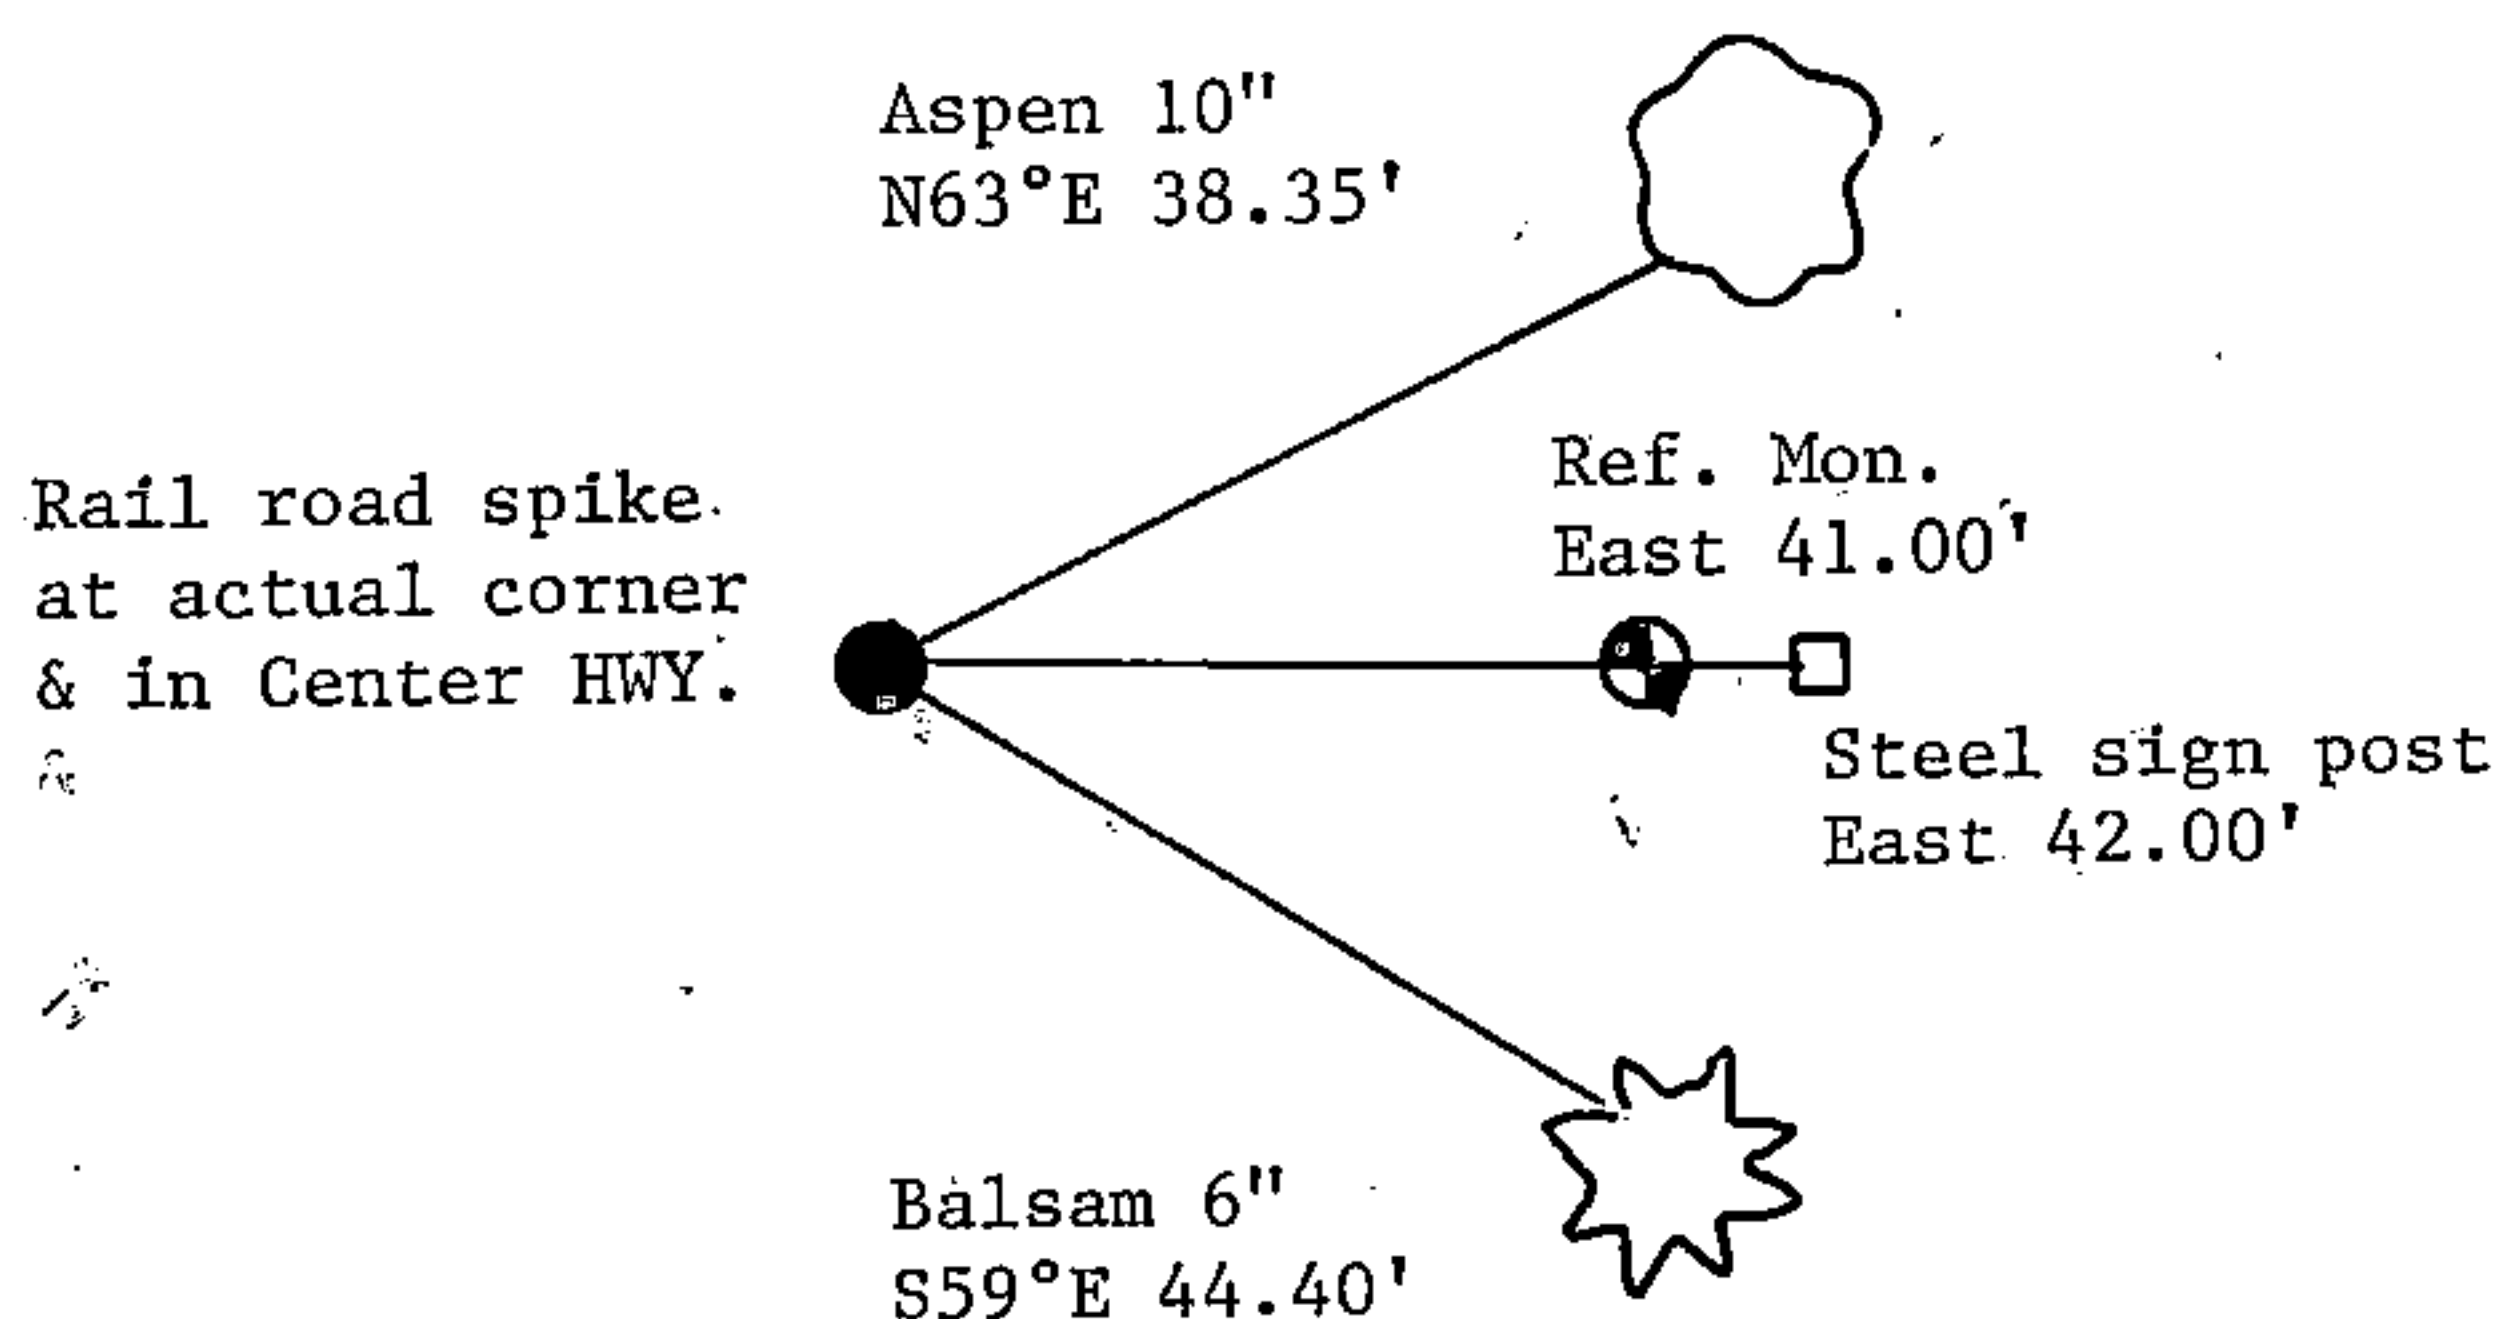 Aspen 10"
N63°E 38.35'
Ref. Mon.
East 41.00'
Rail road spike.
at actual corner
& in Center HWY.
Steel sign post
East 42.00'
Balsam 6"
S59°E 44.40'